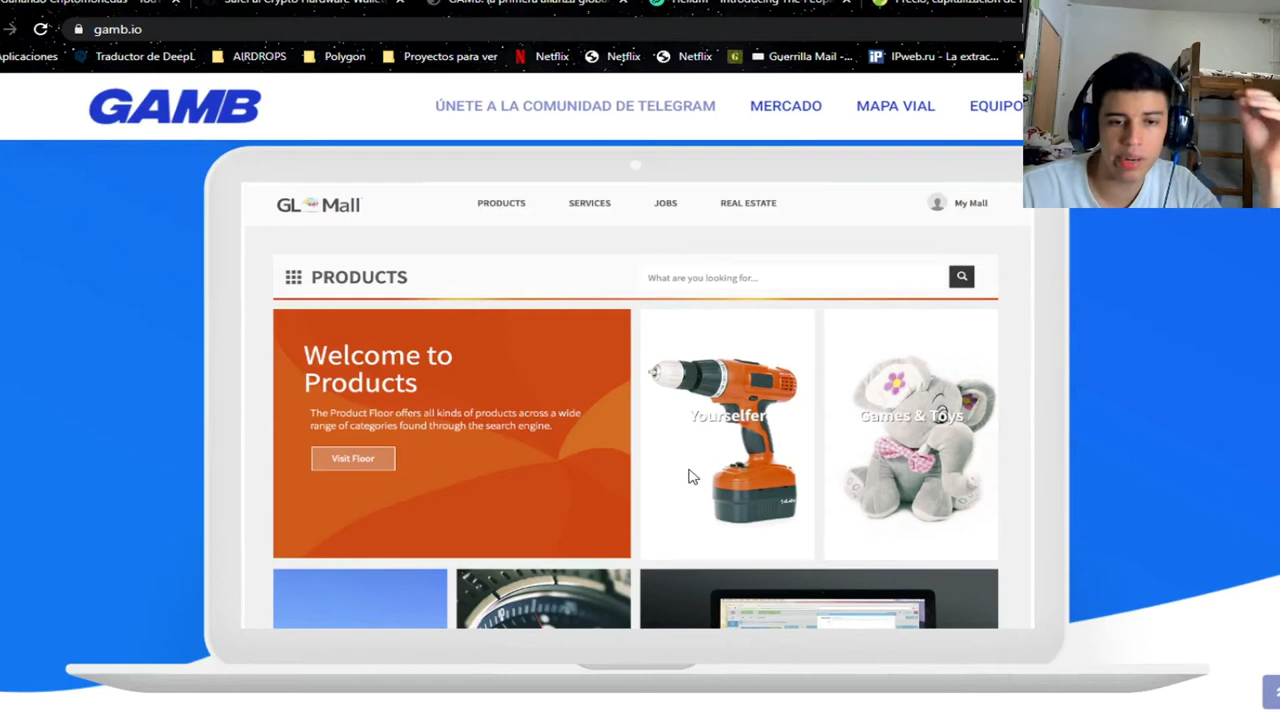 gamb.io
Traductor de DeepL
A(RDROPS
Polygon
Proyectos para ver
Netflix
Netflix
Netflix
Guerrilla Mail -...
IPweb.ru - La extrac...
GAMB
ÚNETE A LA COMUNIDAD DE TELEGRAM
MERCADO
MAPA VIAL
EQUIPO
Mall
PRODUCTS
SERVICES
JOBS
REAL ESTATE
My Mall
PRODUCTS
What are you looking for...
Welcome to
Products
The Product Floor offers all kinds of products across a wide
range of categories found through the search engine.
Visit Floor
Yourselfer
Games & Toys
14.4